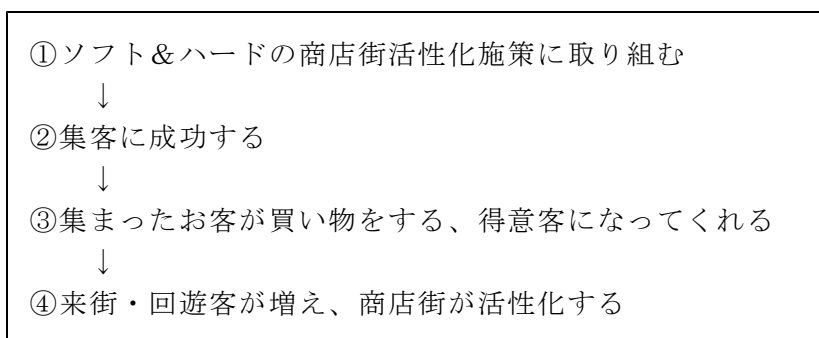 ①ソフト＆ハードの商店街活性化施策に取り組む
↓
②集客に成功する
↓
③集まったお客が買い物をする、得意客になってくれる
↓
④来街・回遊客が増え、商店街が活性化する